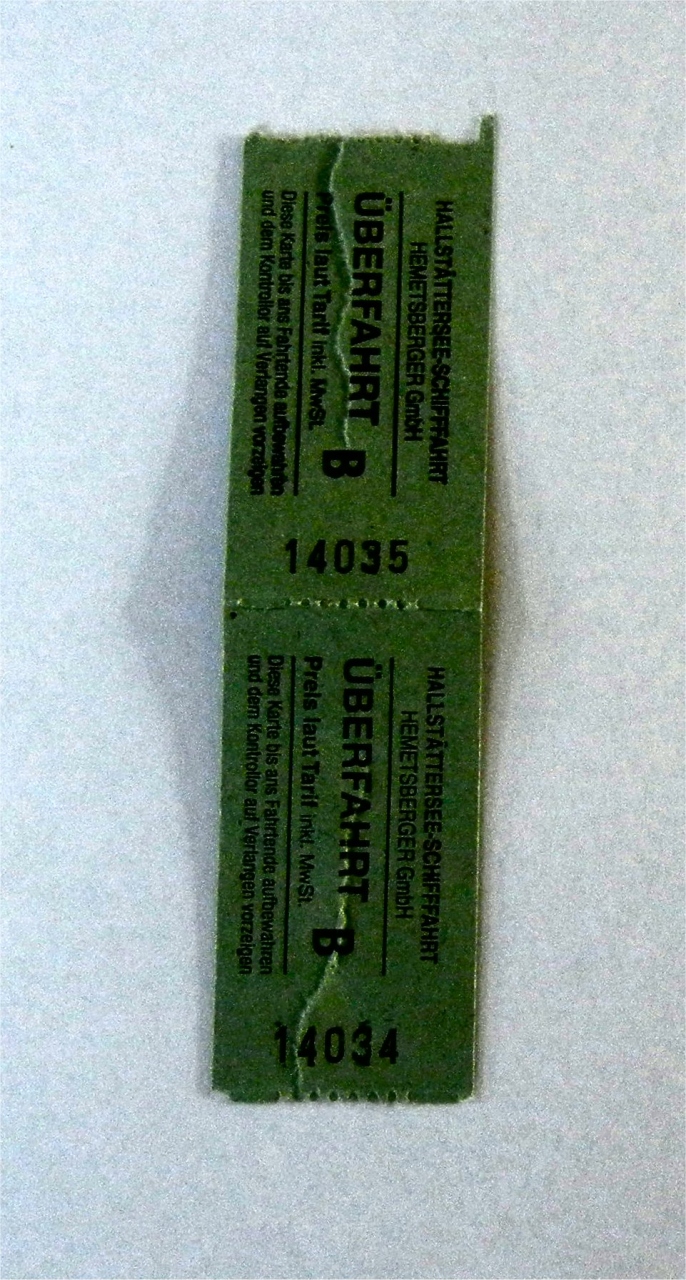 HALLSTÄTTERSEE-SCHIFFFAHRT
HEMETSBERGER GmbH
ÜBERFAHRT B
Preis laut Tarif inkl. MwSt.
Diese Karte bis ans Fahrtende aufbewahren
und dem Kontrollor auf Verlangen vorzeigen
14035
HALLSTÄTTERSEE-SCHIFFFAHRT
HEMETSBERGER GmbH
ÜBERFAHRT B
Preis laut Tarif inkl. MwSt.
Diese Karte bis ans Fahrtende aufbewahren
und dem Kontrollor auf Verlangen vorzeigen
14034